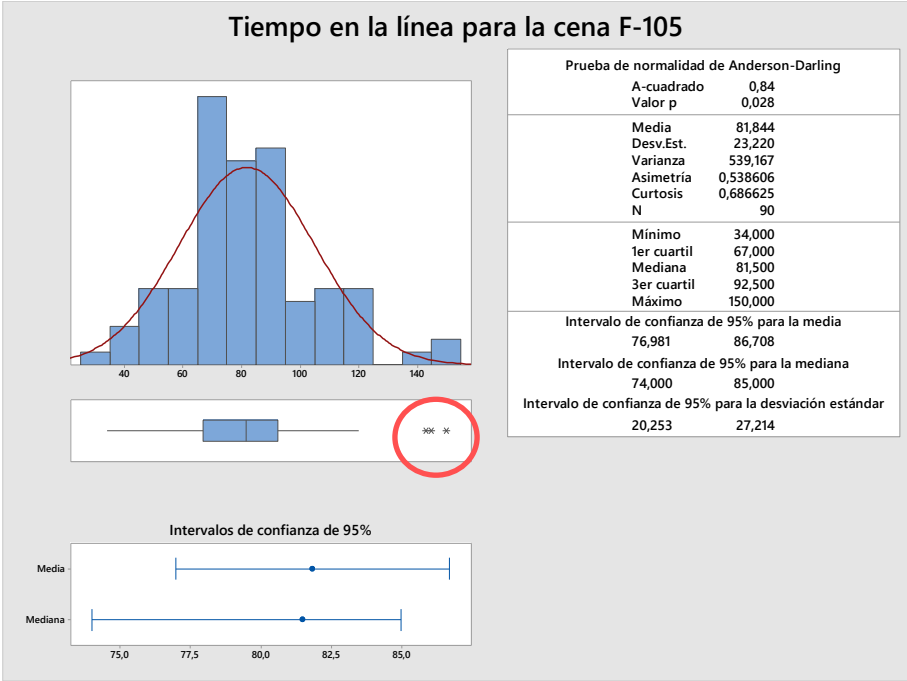 Tiempo en la línea para la cena F-105
40 60 80 100 120 140
Prueba de normalidad de Anderson-Darling
A-cuadrado 0,84
Valor p 0,028
Media 81,844
Desv.Est. 23,220
Varianza 539,167
Asimetría 0,538606
Curtosis 0,686625
N 90
Mínimo 34,000
1er cuartil 67,000
Mediana 81,500
3er cuartil 92,500
Máximo 150,000
Intervalo de confianza de 95% para la media
76,981 86,708
Intervalo de confianza de 95% para la mediana
74,000 85,000
Intervalo de confianza de 95% para la desviación estándar
20,253 27,214
Intervalos de confianza de 95%
Media
Mediana
75,0 77,5 80,0 82,5 85,0